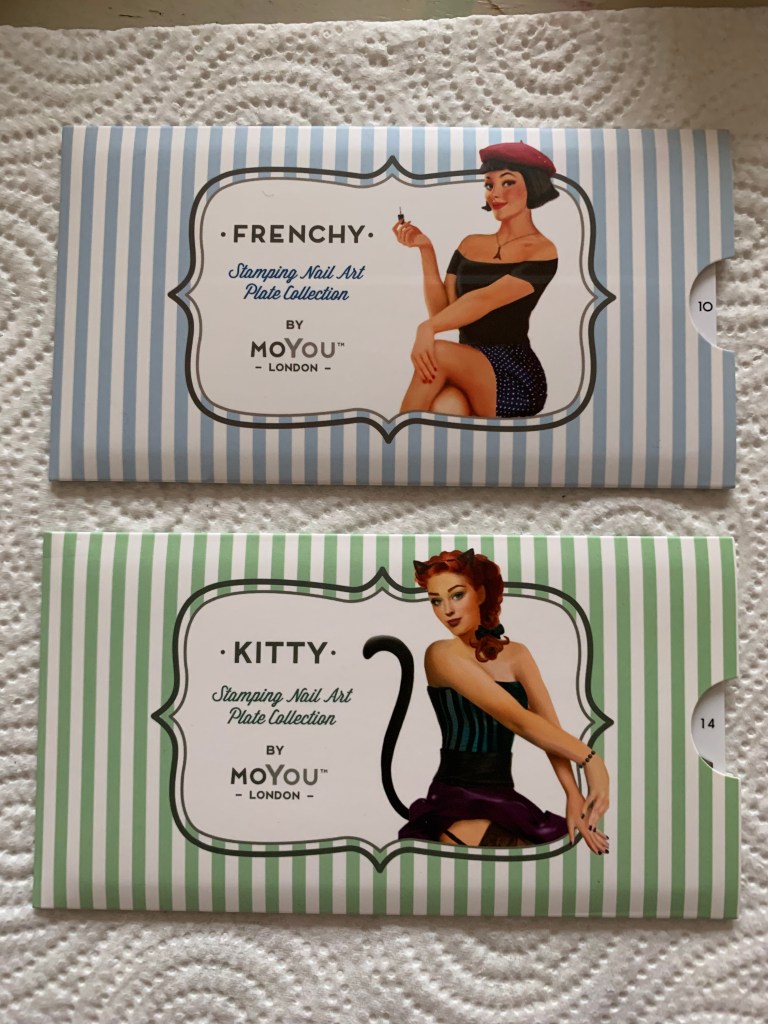 ·FRENCHY·
Stamping Nail Art
Plate Collection
BY
MOYOU™
– LONDON –
10
·KITTY·
Stamping Nail Art
Plate Collection
BY
MOYOU™
– LONDON –
14